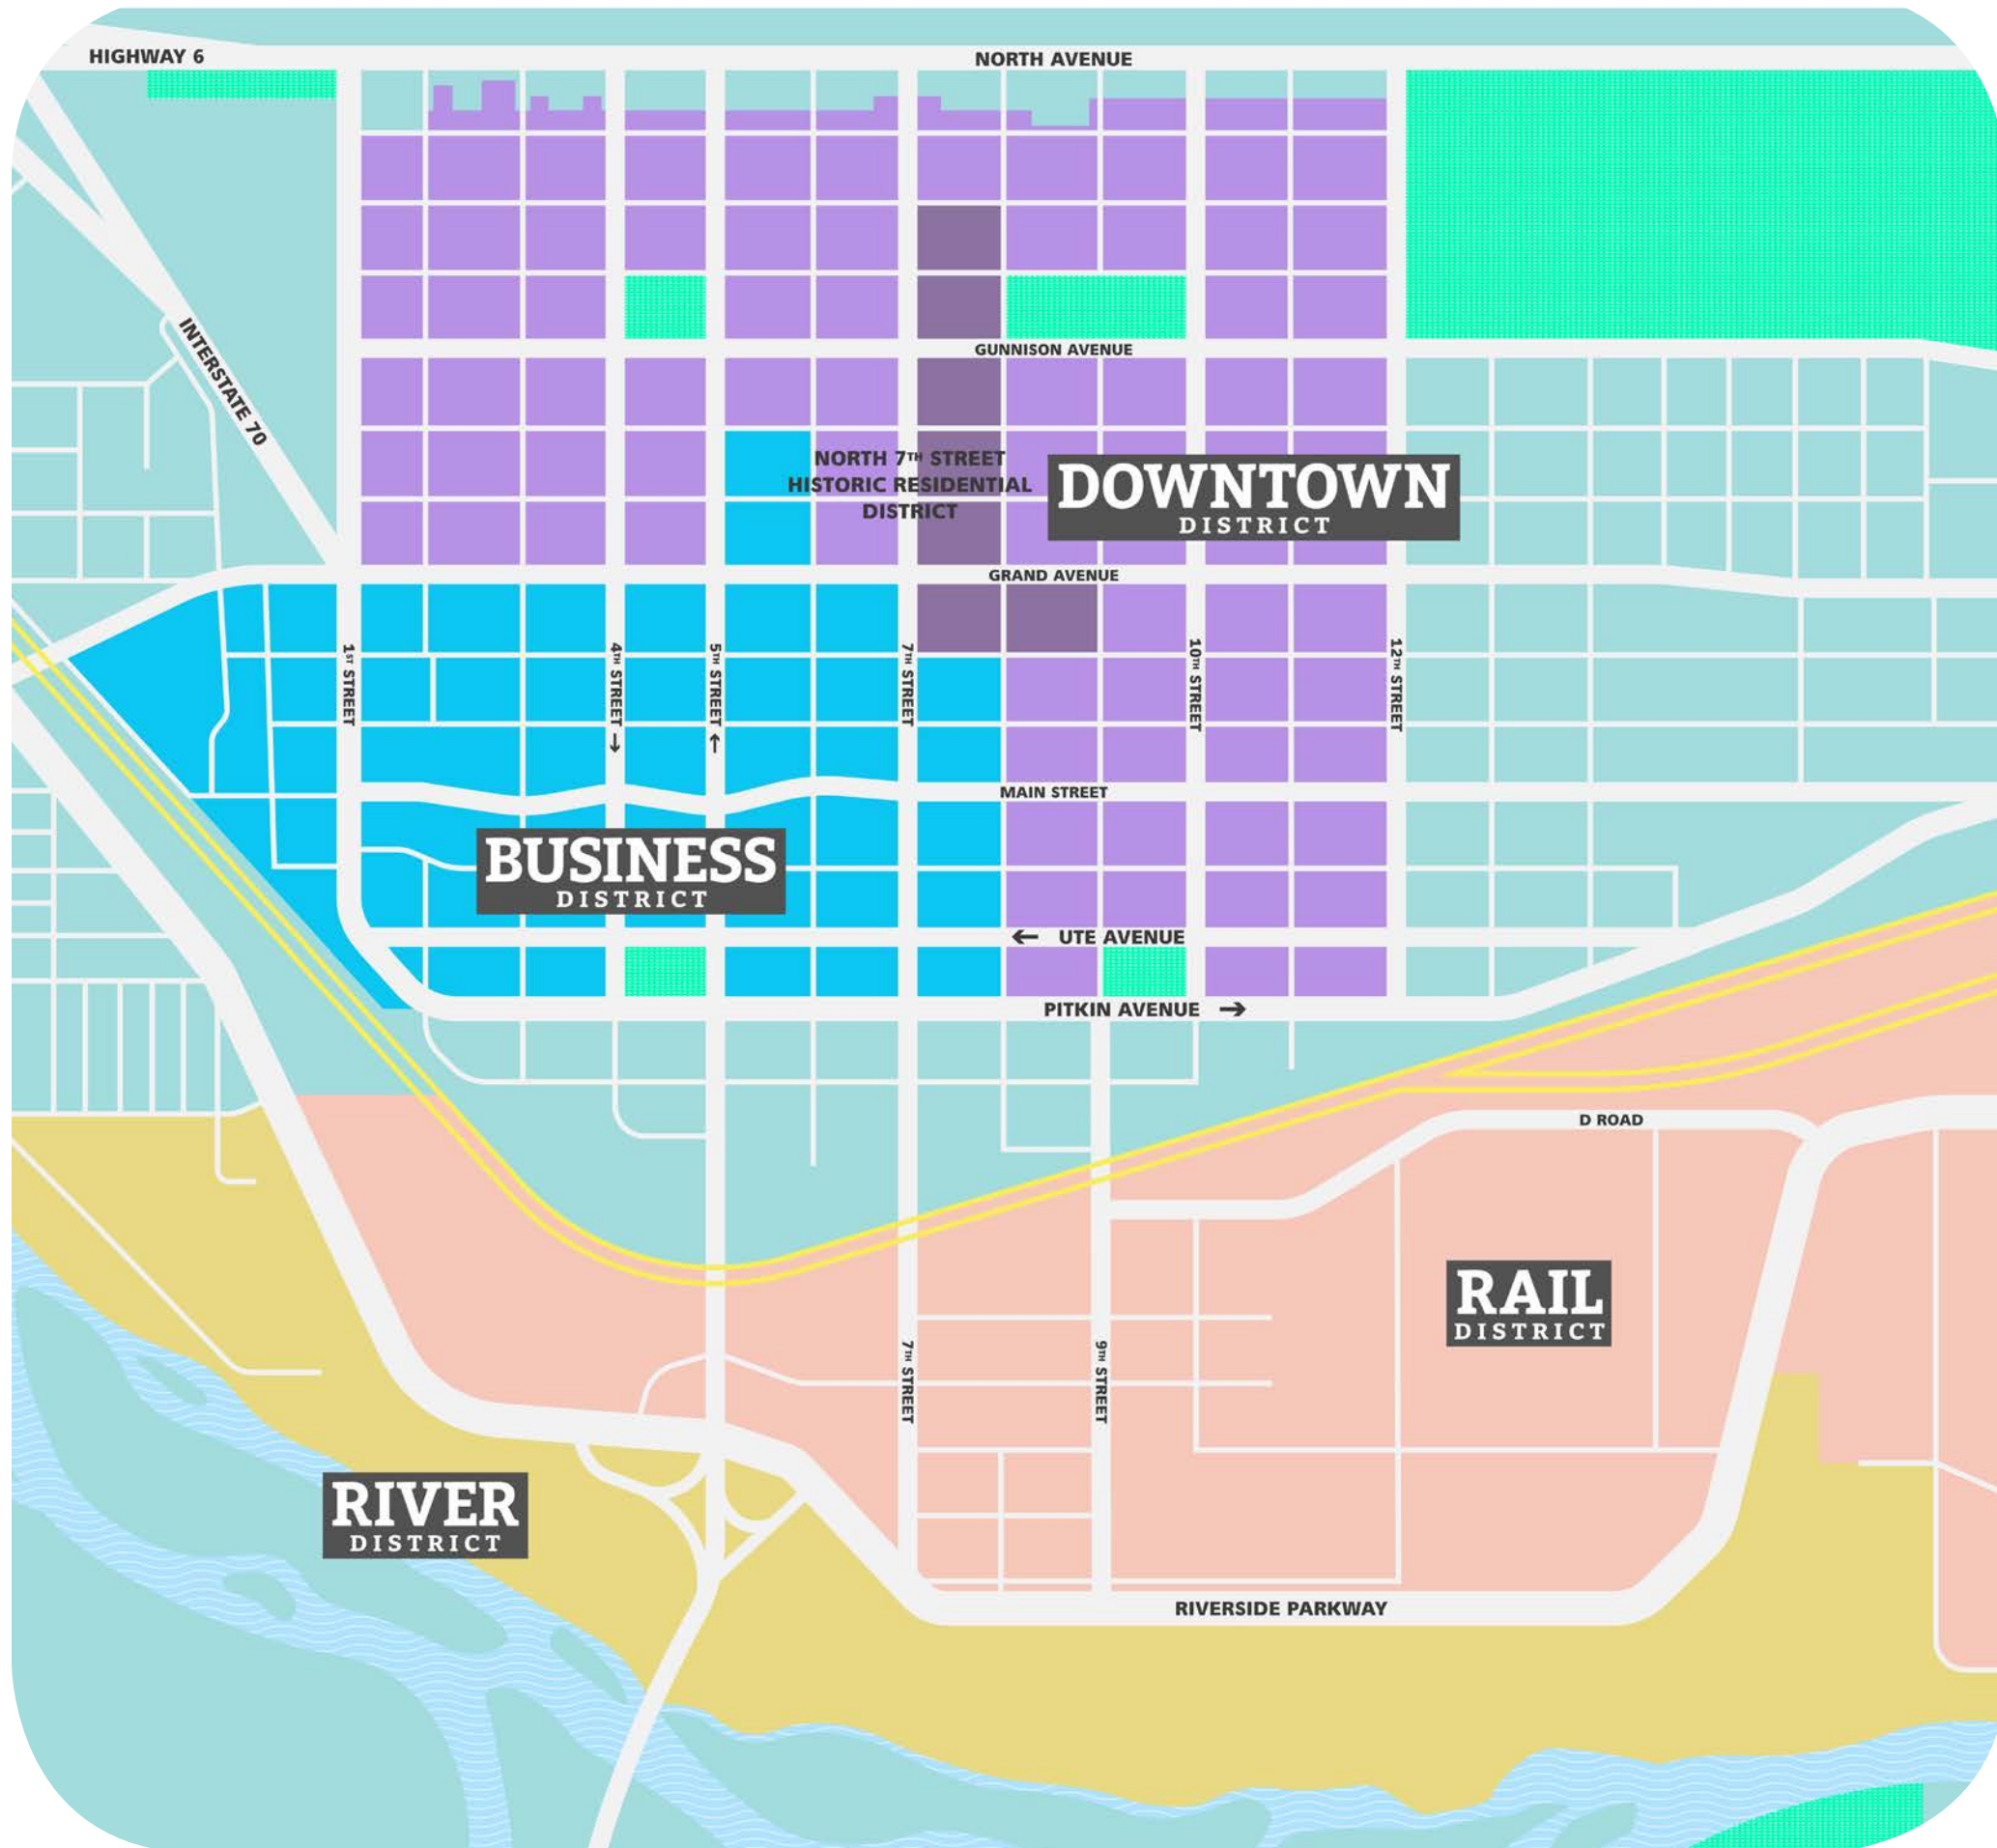 HIGHWAY 6
NORTH AVENUE
INTERSTATE 70
GUNNISON AVENUE
NORTH 7TH STREET
HISTORIC RESIDENTIAL
DISTRICT
DOWNTOWN
DISTRICT
GRAND AVENUE
1ST STREET
4TH STREET →
5TH STREET ←
7TH STREET
10TH STREET
12TH STREET
MAIN STREET
BUSINESS
DISTRICT
← UTE AVENUE
PITKIN AVENUE →
D ROAD
RAIL
DISTRICT
7TH STREET
9TH STREET
RIVER
DISTRICT
RIVERSIDE PARKWAY